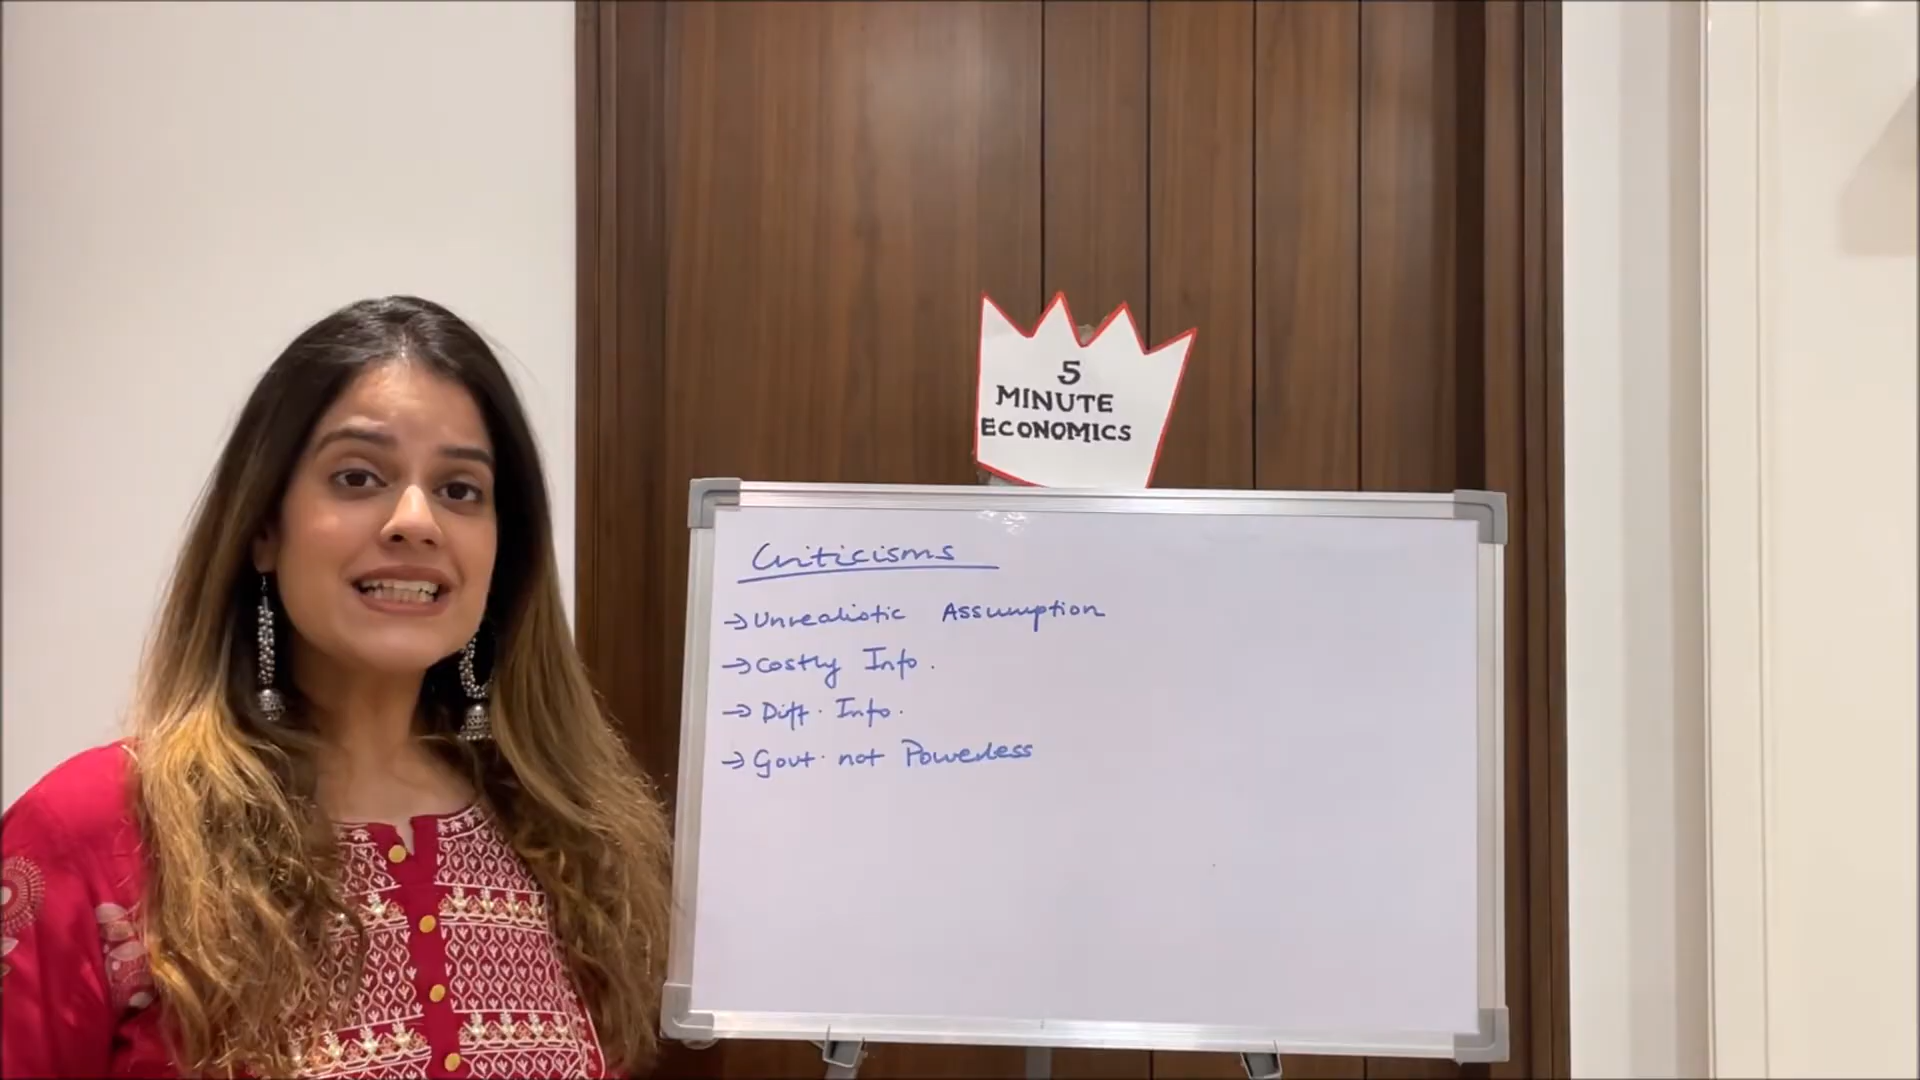 5
MINUTE
ECONOMICS
Criticisms
→ Unrealistic Assumption
→ Costly Info.
→ Diff. Info.
→ Govt. not Powerless